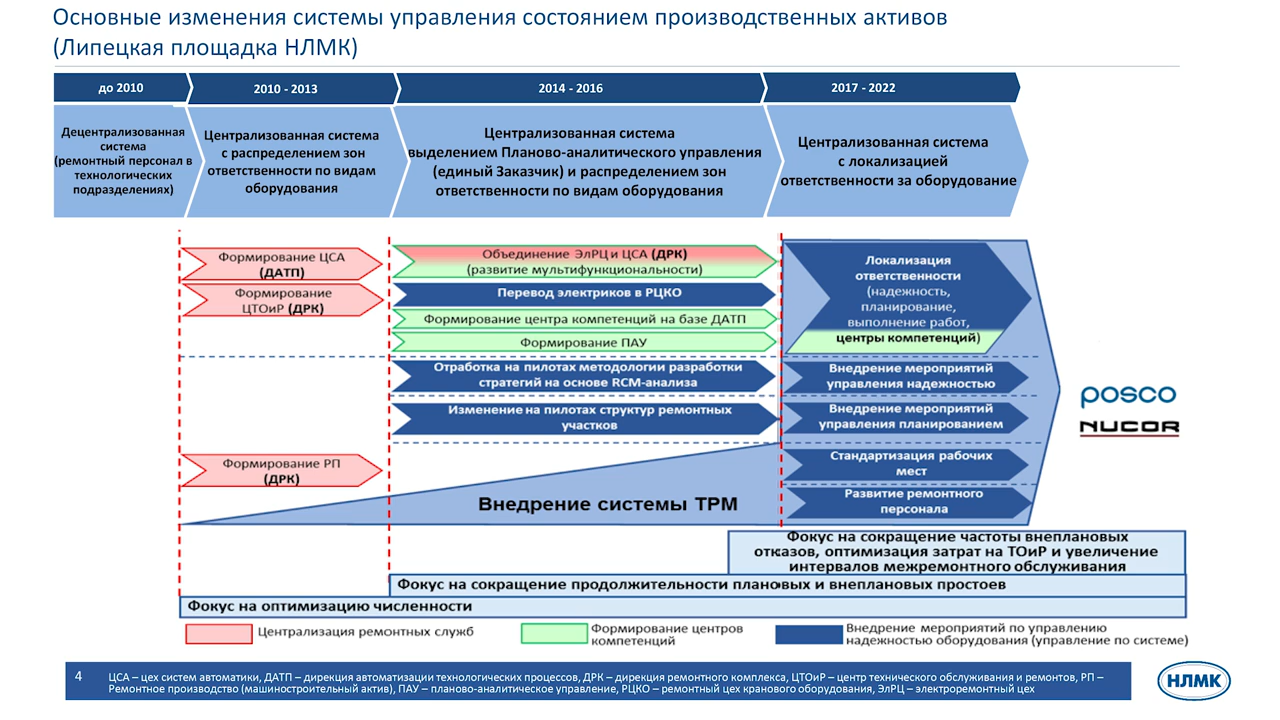 Основные изменения системы управления состоянием производственных активов
(Липецкая площадка НЛМК)
до 2010
2010 - 2013
2014 - 2016
2017 - 2022
Децентрализованная
система
(ремонтный персонал в
технологических
подразделениях)
Централизованная система
с распределением зон
ответственности по видам
оборудования
Централизованная система
выделением Планово-аналитического управления
(единый Заказчик) и распределением зон
ответственности по видам оборудования
Централизованная система
с локализацией
ответственности за оборудование
Формирование ЦСА
(ДАТП)
Формирование
ЦТОиР (ДРК)
Объединение ЭлРЦ и ЦСА (ДРК)
(развитие мультифункциональности)
Перевод электриков в РЦКО
Формирование центра компетенций на базе ДАТП
Формирование ПАУ
Локализация
ответственности
(надежность,
планирование,
выполнение работ,
центры компетенций)
Отработка на пилотах методологии разработки
стратегий на основе RCM-анализа
Внедрение мероприятий
управления надежностью
Изменение на пилотах структур ремонтных
участков
Внедрение мероприятий
управления планированием
posco
NUCOR
Формирование РП
(ДРК)
Стандартизация рабочих
мест
Внедрение системы TPM
Развитие ремонтного
персонала
Фокус на сокращение частоты внеплановых
отказов, оптимизация затрат на ТОиР и увеличение
интервалов межремонтного обслуживания
Фокус на сокращение продолжительности плановых и внеплановых простоев
Фокус на оптимизацию численности
Централизация ремонтных служб
Формирование центров
компетенций
Внедрение мероприятий по управлению
надежностью оборудования (управление по системе)
4
ЦСА – цех систем автоматики, ДАТП – дирекция автоматизации технологических процессов, ДРК – дирекция ремонтного комплекса, ЦТОиР – центр технического обслуживания и ремонтов, РП –
Ремонтное производство (машиностроительный актив), ПАУ – планово-аналитическое управление, РЦКО – ремонтный цех кранового оборудования, ЭлРЦ – электроремонтный цех
НЛМК